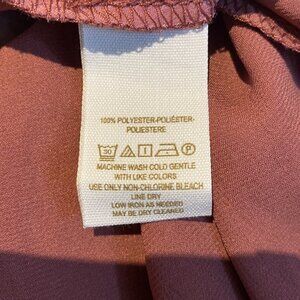 100% POLYESTER-POLIÉSTER-
POLIESTERE
30
MACHINE WASH COLD GENTLE
WITH LIKE COLORS
USE ONLY NON-CHLORINE BLEACH
LINE DRY
LOW IRON AS NEEDED
MAY BE DRY CLEANED